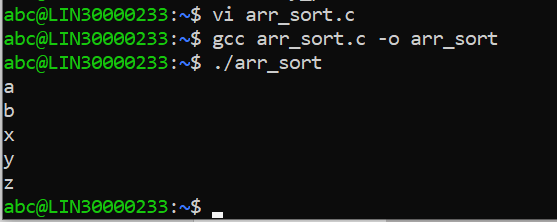 abc@LIN30000233:~$ vi arr_sort.c
abc@LIN30000233:~$ gcc arr_sort.c -o arr_sort
abc@LIN30000233:~$ ./arr_sort
a
b
x
y
z
abc@LIN30000233:~$